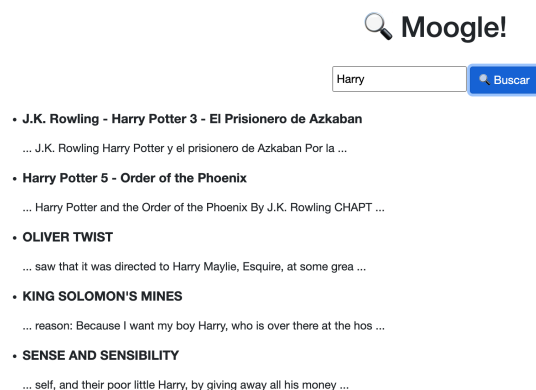 🔍 Moogle!
Harry
🔍 Buscar
• J.K. Rowling - Harry Potter 3 - El Prisionero de Azkaban
... J.K. Rowling Harry Potter y el prisionero de Azkaban Por la ...
• Harry Potter 5 - Order of the Phoenix
... Harry Potter and the Order of the Phoenix By J.K. Rowling CHAPT ...
• OLIVER TWIST
... saw that it was directed to Harry Maylie, Esquire, at some grea ...
• KING SOLOMON'S MINES
... reason: Because I want my boy Harry, who is over there at the hos ...
• SENSE AND SENSIBILITY
... self, and their poor little Harry, by giving away all his money ...